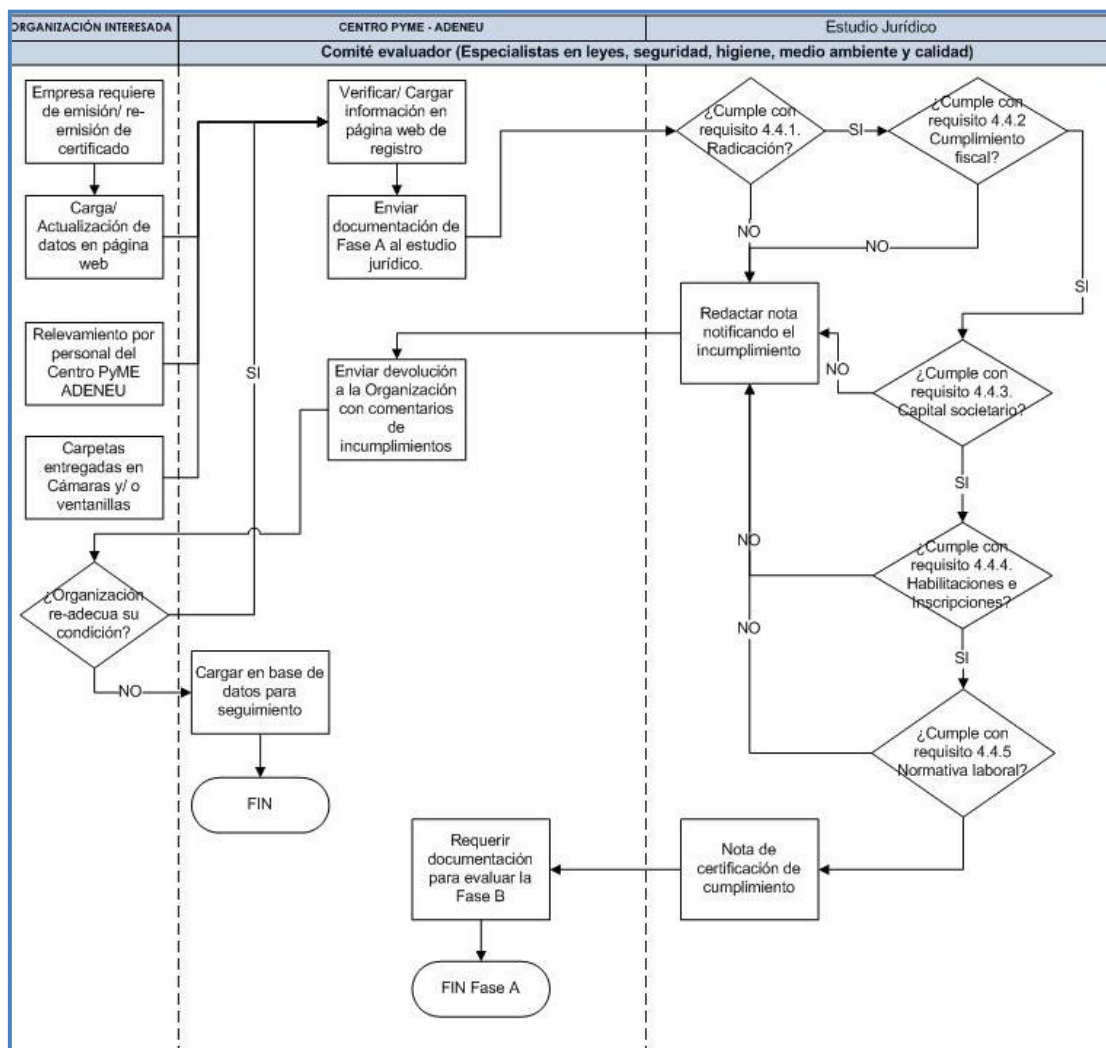 ORGANIZACIÓN INTERESADA
CENTRO PYME - ADENEU
Estudio Jurídico
Comité evaluador (Especialistas en leyes, seguridad, higiene, medio ambiente y calidad)
Empresa requiere
de emisión/ re-
emisión de
certificado
Carga/
Actualización de
datos en página
web
Relevamiento por
personal del
Centro PyME
ADENEU
Carpetas
entregadas en
Cámaras y/ o
ventanillas
¿Organización
re-adecua su
condición?
NO
SI
Verificar/ Cargar
información en
página web de
registro
Enviar
documentación de
Fase A al estudio
jurídico.
Enviar devolución
a la Organización
con comentarios
de
incumplimientos
Cargar en base de
datos para
seguimiento
FIN
Requerir
documentación
para evaluar la
Fase B
FIN Fase A
¿Cumple con
requisito 4.4.1.
Radicación?
SI
¿Cumple con
requisito 4.4.2
Cumplimiento
fiscal?
NO
NO
SI
Redactar nota
notificando el
incumplimiento
NO
¿Cumple con
requisito 4.4.3.
Capital societario?
SI
NO
¿Cumple con
requisito 4.4.4.
Habilitaciones e
Inscripciones?
NO
SI
¿Cumple con
requisito 4.4.5
Normativa laboral?
Nota de
certificación de
cumplimiento